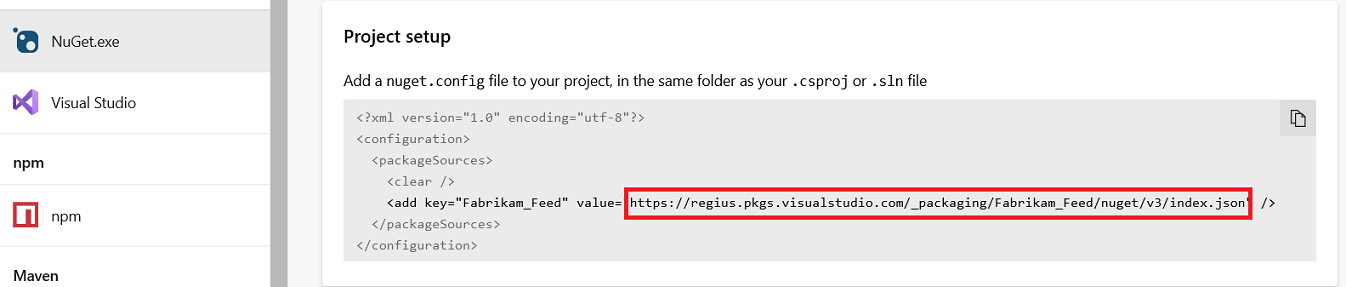 NuGet.exe
Visual Studio
npm
npm
Maven
Project setup
Add a nuget.config file to your project, in the same folder as your .csproj or .sln file
<?xml version="1.0" encoding="utf-8"?>
<configuration>
<packageSources>
<clear />
<add key="Fabrikam_Feed" value="https://regius.pkgs.visualstudio.com/_packaging/Fabrikam_Feed/nuget/v3/index.json" />
</packageSources>
</configuration>